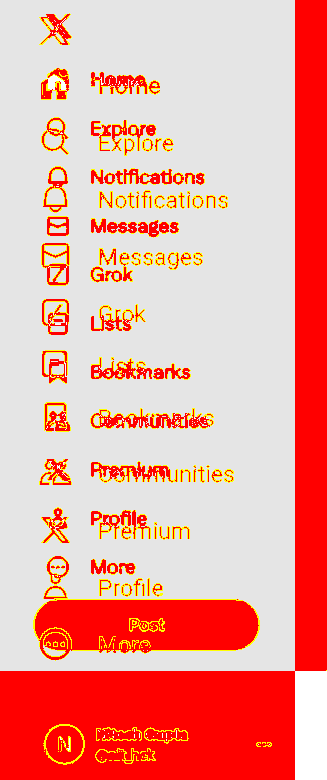 Home
Home
Explore
Explore
Notifications
Notifications
Messages
Messages
Grok
Grok
Lists
Lists
Bookmarks
Bookmarks
Communities
Premium
Communities
Profile
Premium
More
Profile
Post
More
N